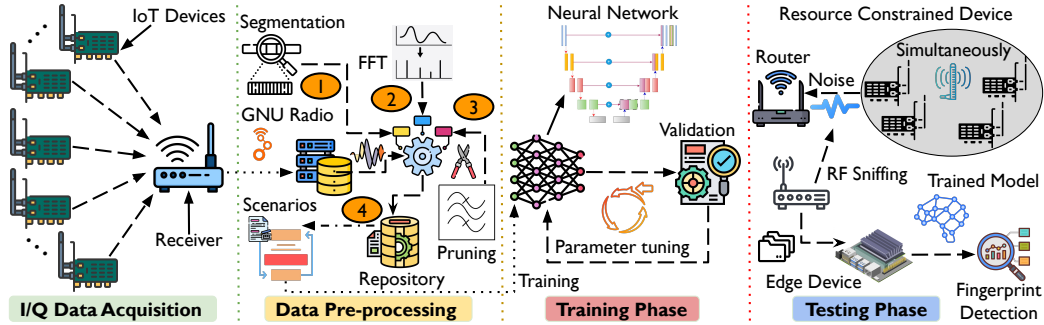 IoT Devices
Receiver
I/Q Data Acquisition
Segmentation
FFT
1
2
3
GNU Radio
4
Scenarios
Repository
Pruning
Data Pre-processing
Neural Network
Validation
Parameter tuning
Training
Training Phase
Resource Constrained Device
Router
Simultaneously
Noise
RF Sniffing
Trained Model
Edge Device
Fingerprint
Detection
Testing Phase